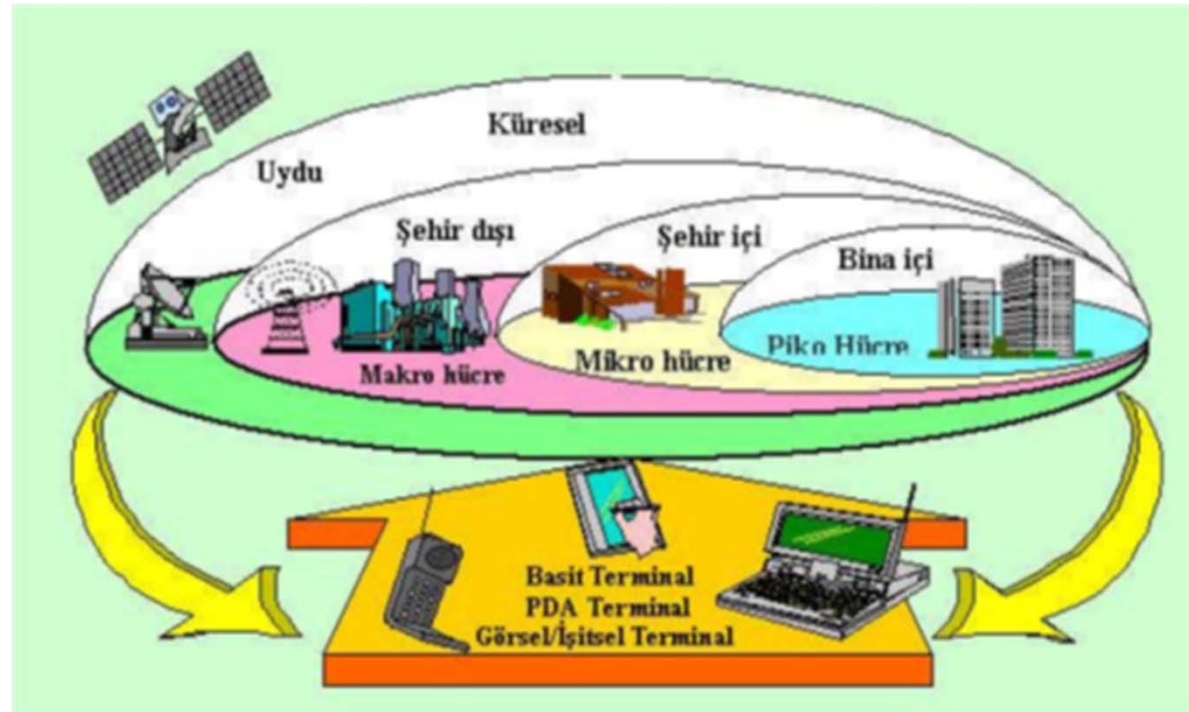 Küresel
Uydu
Şehir dışı
Şehir içi
Bina içi
Piko Hücre
Mikro hücre
Makro hücre
Basit Terminal
PDA Terminal
Görsel/İşitsel Terminal